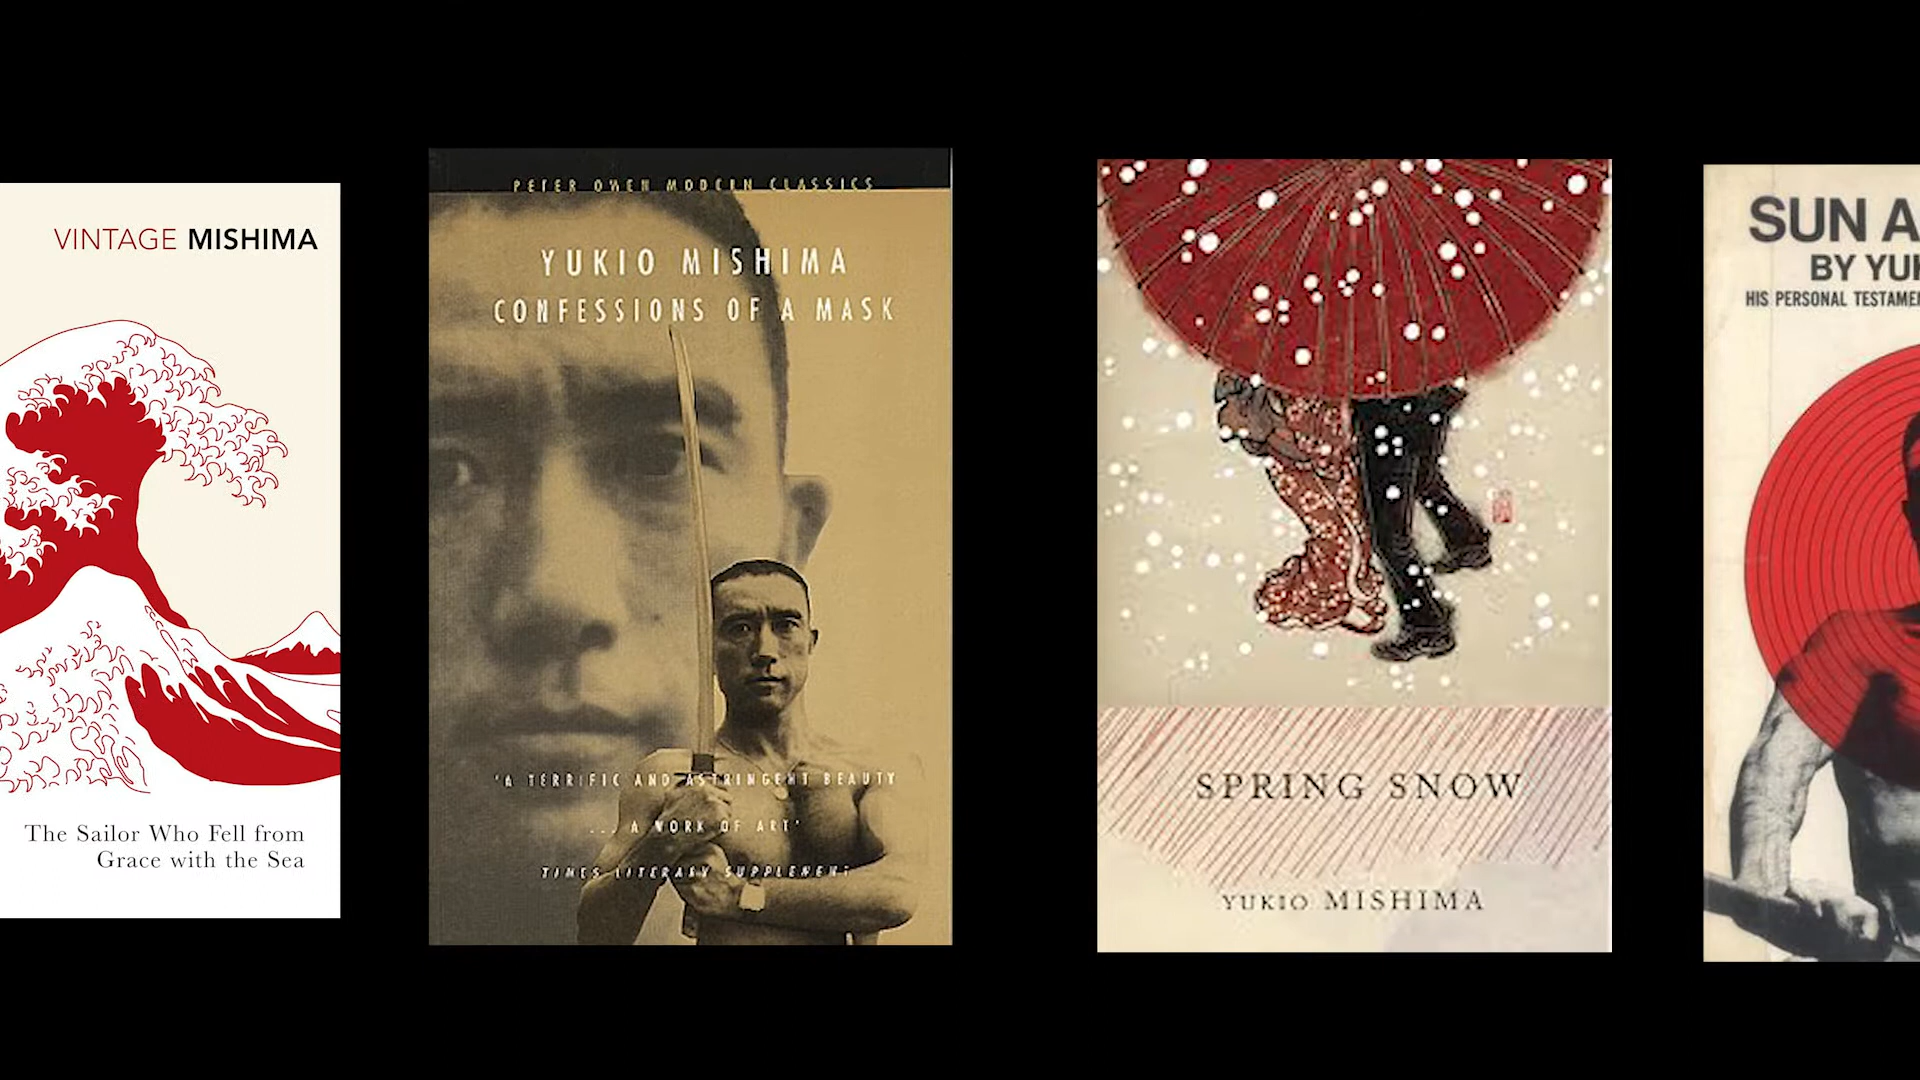 VINTAGE MISHIMA
The Sailor Who Fell from
Grace with the Sea
PETER OWEN MODERN CLASSICS
YUKIO MISHIMA
CONFESSIONS OF A MASK
'A TERRIFIC AND ASTRINGENT BEAUTY
... A WORK OF ART'
TIMES LITERARY SUPPLEMENT
SPRING SNOW
YUKIO MISHIMA
SUN A
BY YUK
HIS PERSONAL TESTAMEN